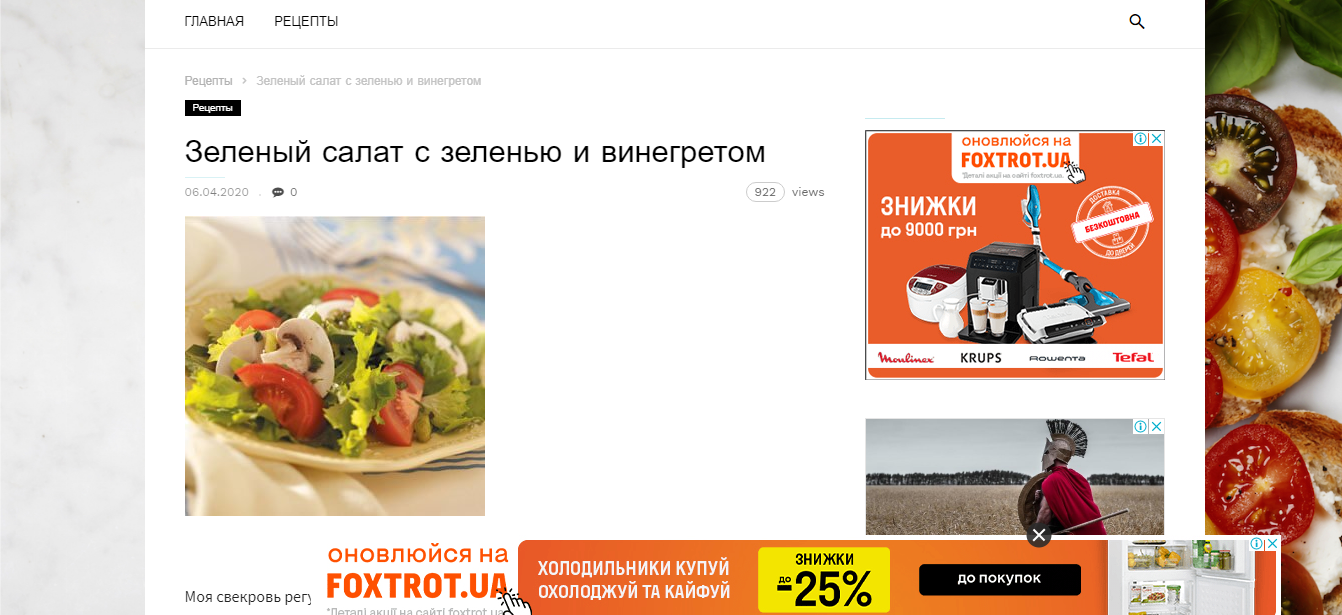 ГЛАВНАЯ РЕЦЕПТЫ
Рецепты › Зеленый салат с зеленью и винегретом
Рецепты
Зеленый салат с зеленью и винегретом
06.04.2020 . 0
922 views
ОНОВЛЮЙСЯ НА
FOXTROT.UA
*Деталі акції на сайті foxtrot.ua.
ЗНИЖКИ
до 9000 грн
ДОСТАВКА
БЕЗКОШТОВНА
ДО ДВЕРЕЙ
Moulinex KRUPS ROWENTA Tefal
Моя свекровь регу
ОНОВЛЮЙСЯ НА
FOXTROT.UA
*Деталі акції на сайті foxtrot.ua
ХОЛОДИЛЬНИКИ КУПУЙ
ОХОЛОДЖУЙ ТА КАЙФУЙ
ЗНИЖКИ
до -25%
ДО ПОКУПОК